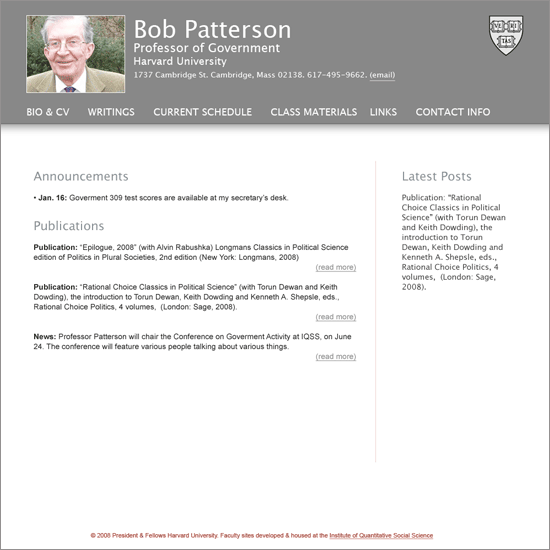 Bob Patterson
Professor of Government
Harvard University
1737 Cambridge St. Cambridge, Mass 02138. 617-495-9662. (email)
VE RI
TAS
BIO & CV WRITINGS CURRENT SCHEDULE CLASS MATERIALS LINKS CONTACT INFO
Announcements
• Jan. 16: Goverment 309 test scores are available at my secretary's desk.
Publications
Publication: "Epilogue, 2008" (with Alvin Rabushka) Longmans Classics in Political Science
edition of Politics in Plural Societies, 2nd edition (New York: Longmans, 2008)
(read more)
Publication: "Rational Choice Classics in Political Science" (with Torun Dewan and Keith
Dowding), the introduction to Torun Dewan, Keith Dowding and Kenneth A. Shepsle, eds.,
Rational Choice Politics, 4 volumes, (London: Sage, 2008).
(read more)
News: Professor Patterson will chair the Conference on Goverment Activity at IQSS, on June
24. The conference will feature various people talking about various things.
(read more)
Latest Posts
Publication: "Rational
Choice Classics in Political
Science" (with Torun Dewan
and Keith Dowding), the
introduction to Torun
Dewan, Keith Dowding and
Kenneth A. Shepsle, eds.,
Rational Choice Politics, 4
volumes, (London: Sage,
2008).
© 2008 President & Fellows Harvard University. Faculty sites developed & housed at the Institute of Quantitative Social Science